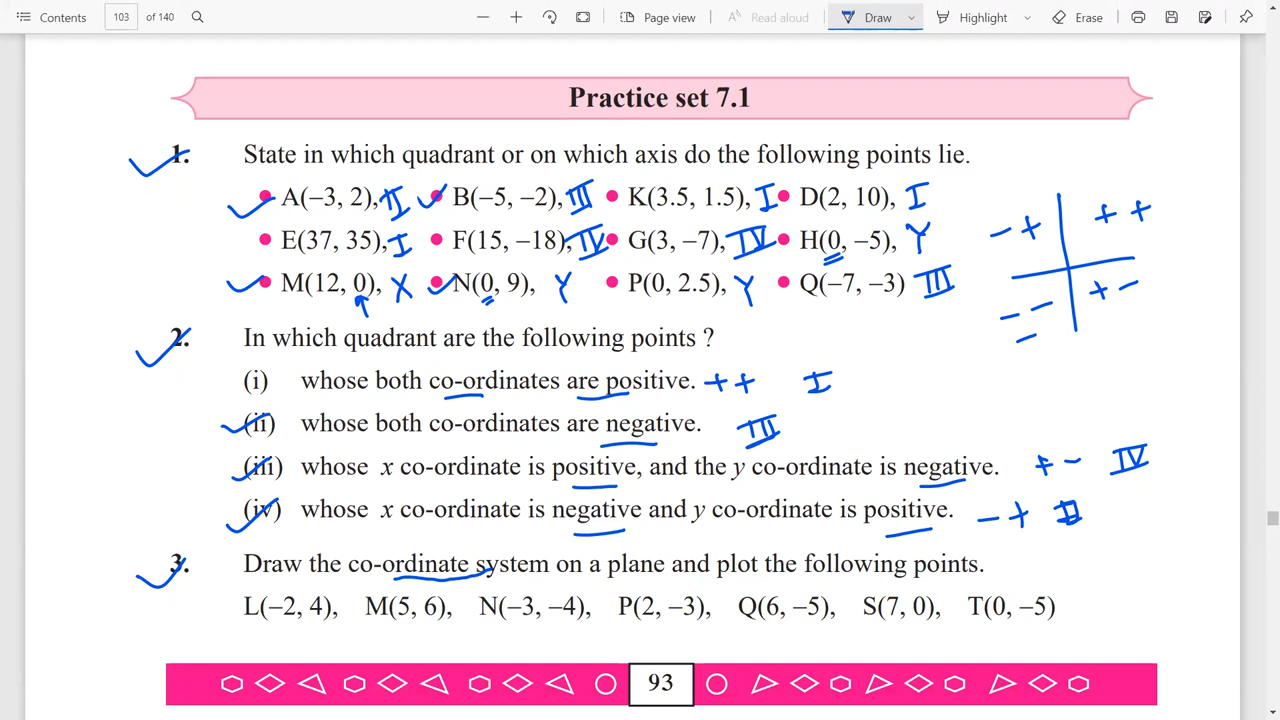 Contents 103 of 140 Page view Read aloud Draw Highlight Erase
Practice set 7.1
1. State in which quadrant or on which axis do the following points lie.
• A(−3, 2), II • B(−5, −2), III • K(3.5, 1.5), I • D(2, 10), I
• E(37, 35), I • F(15, −18), IV • G(3, −7), IV • H(0, −5), Y
• M(12, 0), X • N(0, 9), Y • P(0, 2.5), Y • Q(−7, −3) III
− + + +
− − + −
2. In which quadrant are the following points ?
(i) whose both co-ordinates are positive. + + I
(ii) whose both co-ordinates are negative. III
(iii) whose x co-ordinate is positive, and the y co-ordinate is negative. + − IV
(iv) whose x co-ordinate is negative and y co-ordinate is positive. − + II
3. Draw the co-ordinate system on a plane and plot the following points.
L(−2, 4), M(5, 6), N(−3, −4), P(2, −3), Q(6, −5), S(7, 0), T(0, −5)
93